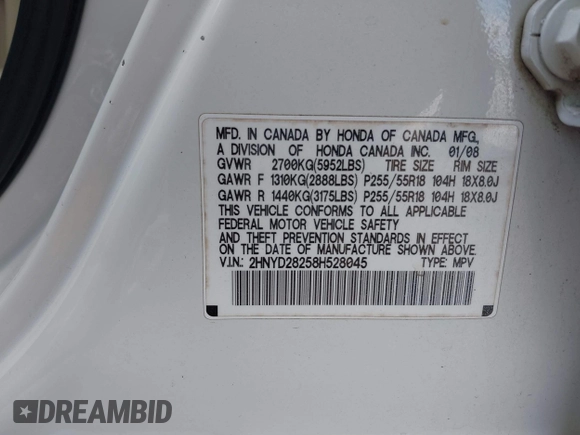 MFD. IN CANADA BY HONDA OF CANADA MFG.,
A DIVISION OF HONDA CANADA INC. 01/08
GVWR 2700KG(5952LBS) TIRE SIZE RIM SIZE
GAWR F 1310KG(2888LBS) P255/55R18 104H 18X8.0J
GAWR R 1440KG(3175LBS) P255/55R18 104H 18X8.0J
THIS VEHICLE CONFORMS TO ALL APPLICABLE
FEDERAL MOTOR VEHICLE SAFETY
AND THEFT PREVENTION STANDARDS IN EFFECT
ON THE DATE OF MANUFACTURE SHOWN ABOVE.
V.I.N.: 2HNYD28258H528045 TYPE: MPV
DREAMBID